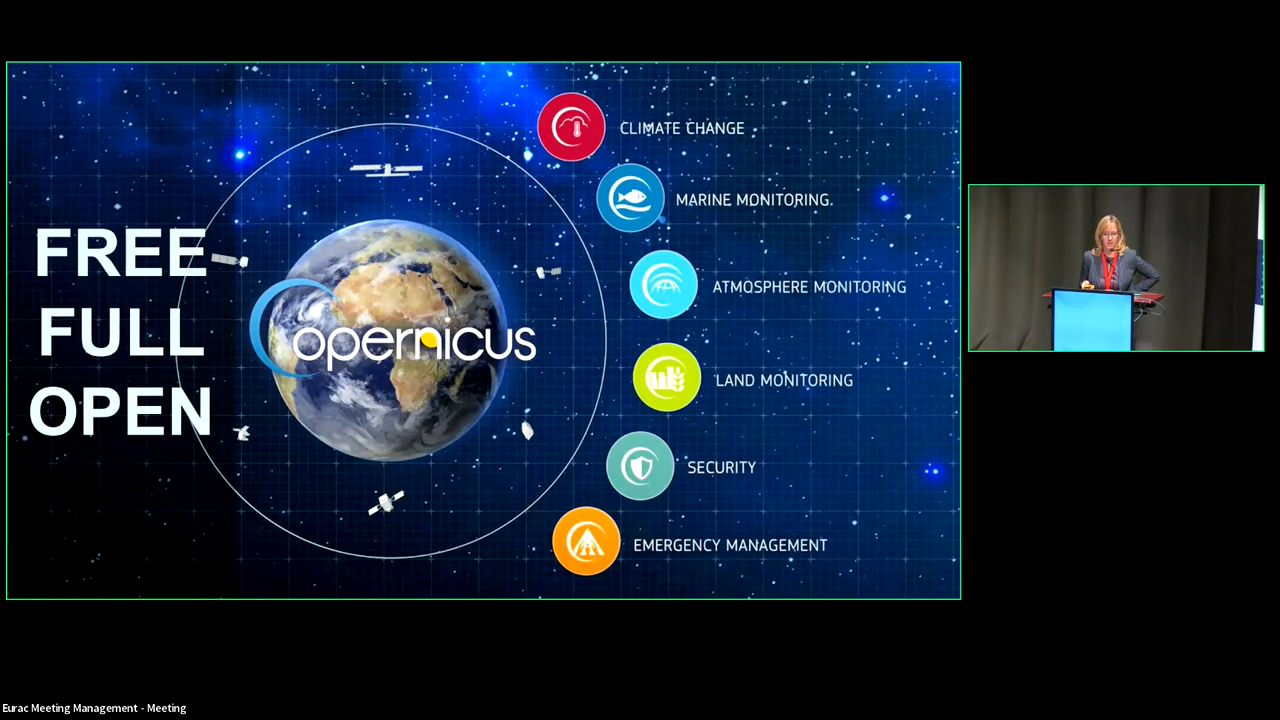 FREE
FULL
OPEN
opernicus
CLIMATE CHANGE
MARINE MONITORING
ATMOSPHERE MONITORING
LAND MONITORING
SECURITY
EMERGENCY MANAGEMENT
Eurac Meeting Management - Meeting